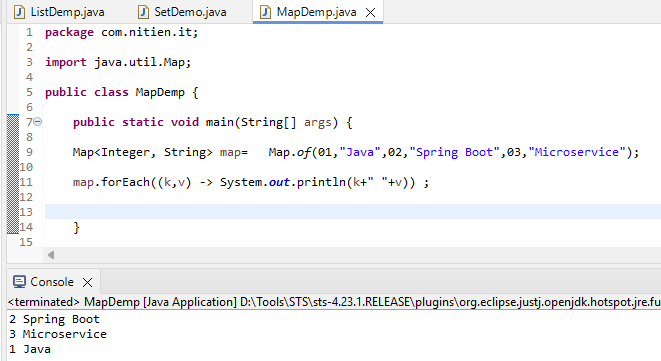 ListDemp.java SetDemo.java MapDemp.java
1 package com.nitien.it;
2
3 import java.util.Map;
4
5 public class MapDemp {
6
7 public static void main(String[] args) {
8
9 Map<Integer, String> map= Map.of(01,"Java",02,"Spring Boot",03,"Microservice");
10
11 map.forEach((k,v) -> System.out.println(k+" "+v)) ;
12
13
14 }
15
Console
<terminated> MapDemp [Java Application] D:\Tools\STS\sts-4.23.1.RELEASE\plugins\org.eclipse.justj.openjdk.hotspot.jre.fu
2 Spring Boot
3 Microservice
1 Java